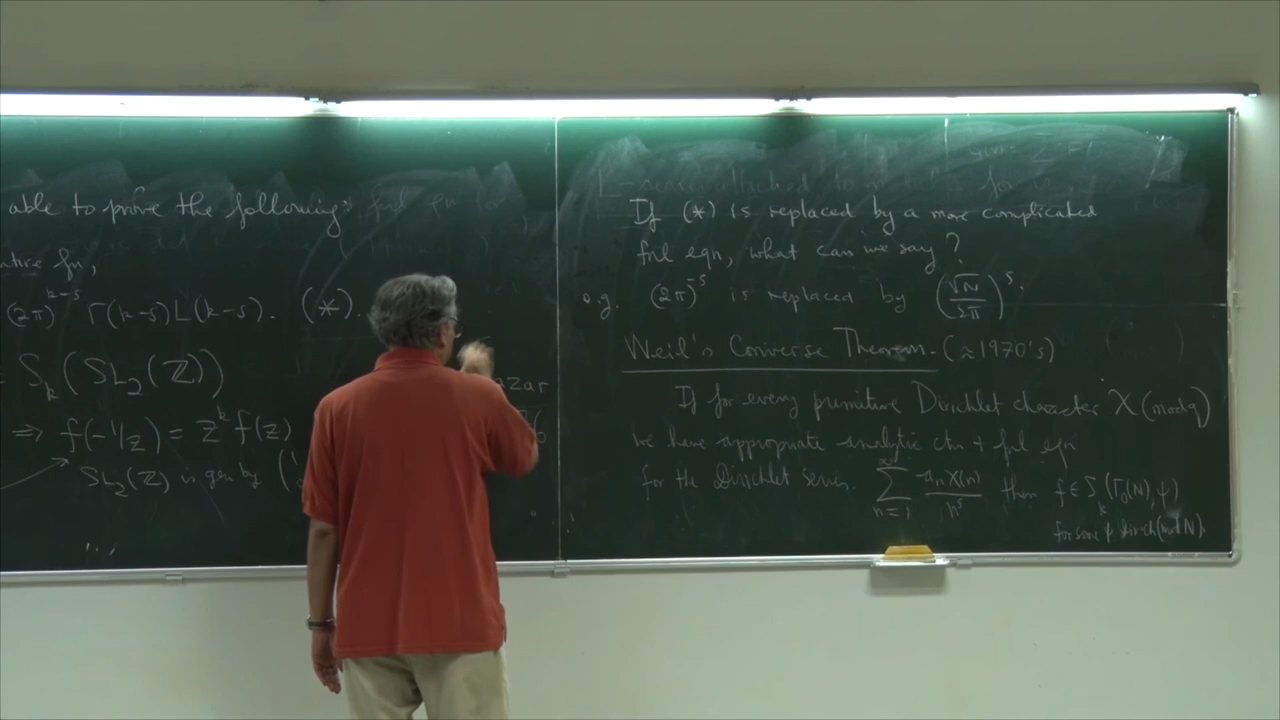 able to prove the following:
fn,
(2π)^{k-s} Γ(k-s)L(k-s). (*).
S_k(SL_2(ℤ))
⇒ f(-1/z) = z^k f(z)
SL_2(ℤ) is gen by (
azar
6
If (*) is replaced by a more complicated
fnl eqn, what can we say?
e.g. (2π)^{-s} is replaced by (√N/2π)^s.
Weil's Converse Theorem. (≈1970's)
If for every primitive Dirichlet character χ (mod q)
we have appropriate analytic ctn + fnl eqn
for the Dirichlet series. ∑_{n=1}^{∞} a_n χ(n)/n^s then f ∈ S_k(Γ_0(N), ψ)
for some ψ Dirich (mod N).